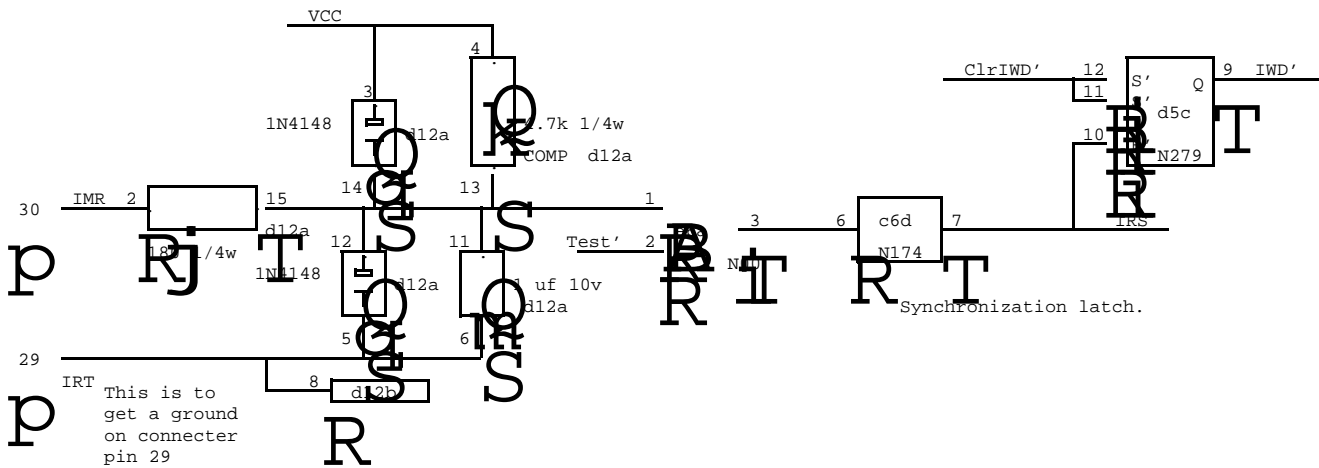 VCC
4
3
1N4148
d12a
4.7k 1/4w
COMP d12a
14
13
30
IMR
2
15
d12a
1/4w
1
12
11
Test'
2
1N4148
d12a
1 uf 10v
d12a
5
6
29
IRT
8
d12b
This is to
get a ground
on connecter
pin 29
3
6
c6d
N174
7
Synchronization latch.
ClrIWD'
12
11
10
S'
Q
d5c
N279
9
IWD'
IRS
p
R
j
T
Q
~
S
Q
S
Q
~
S
Q
S
p
R
R
T
R
T
T
R